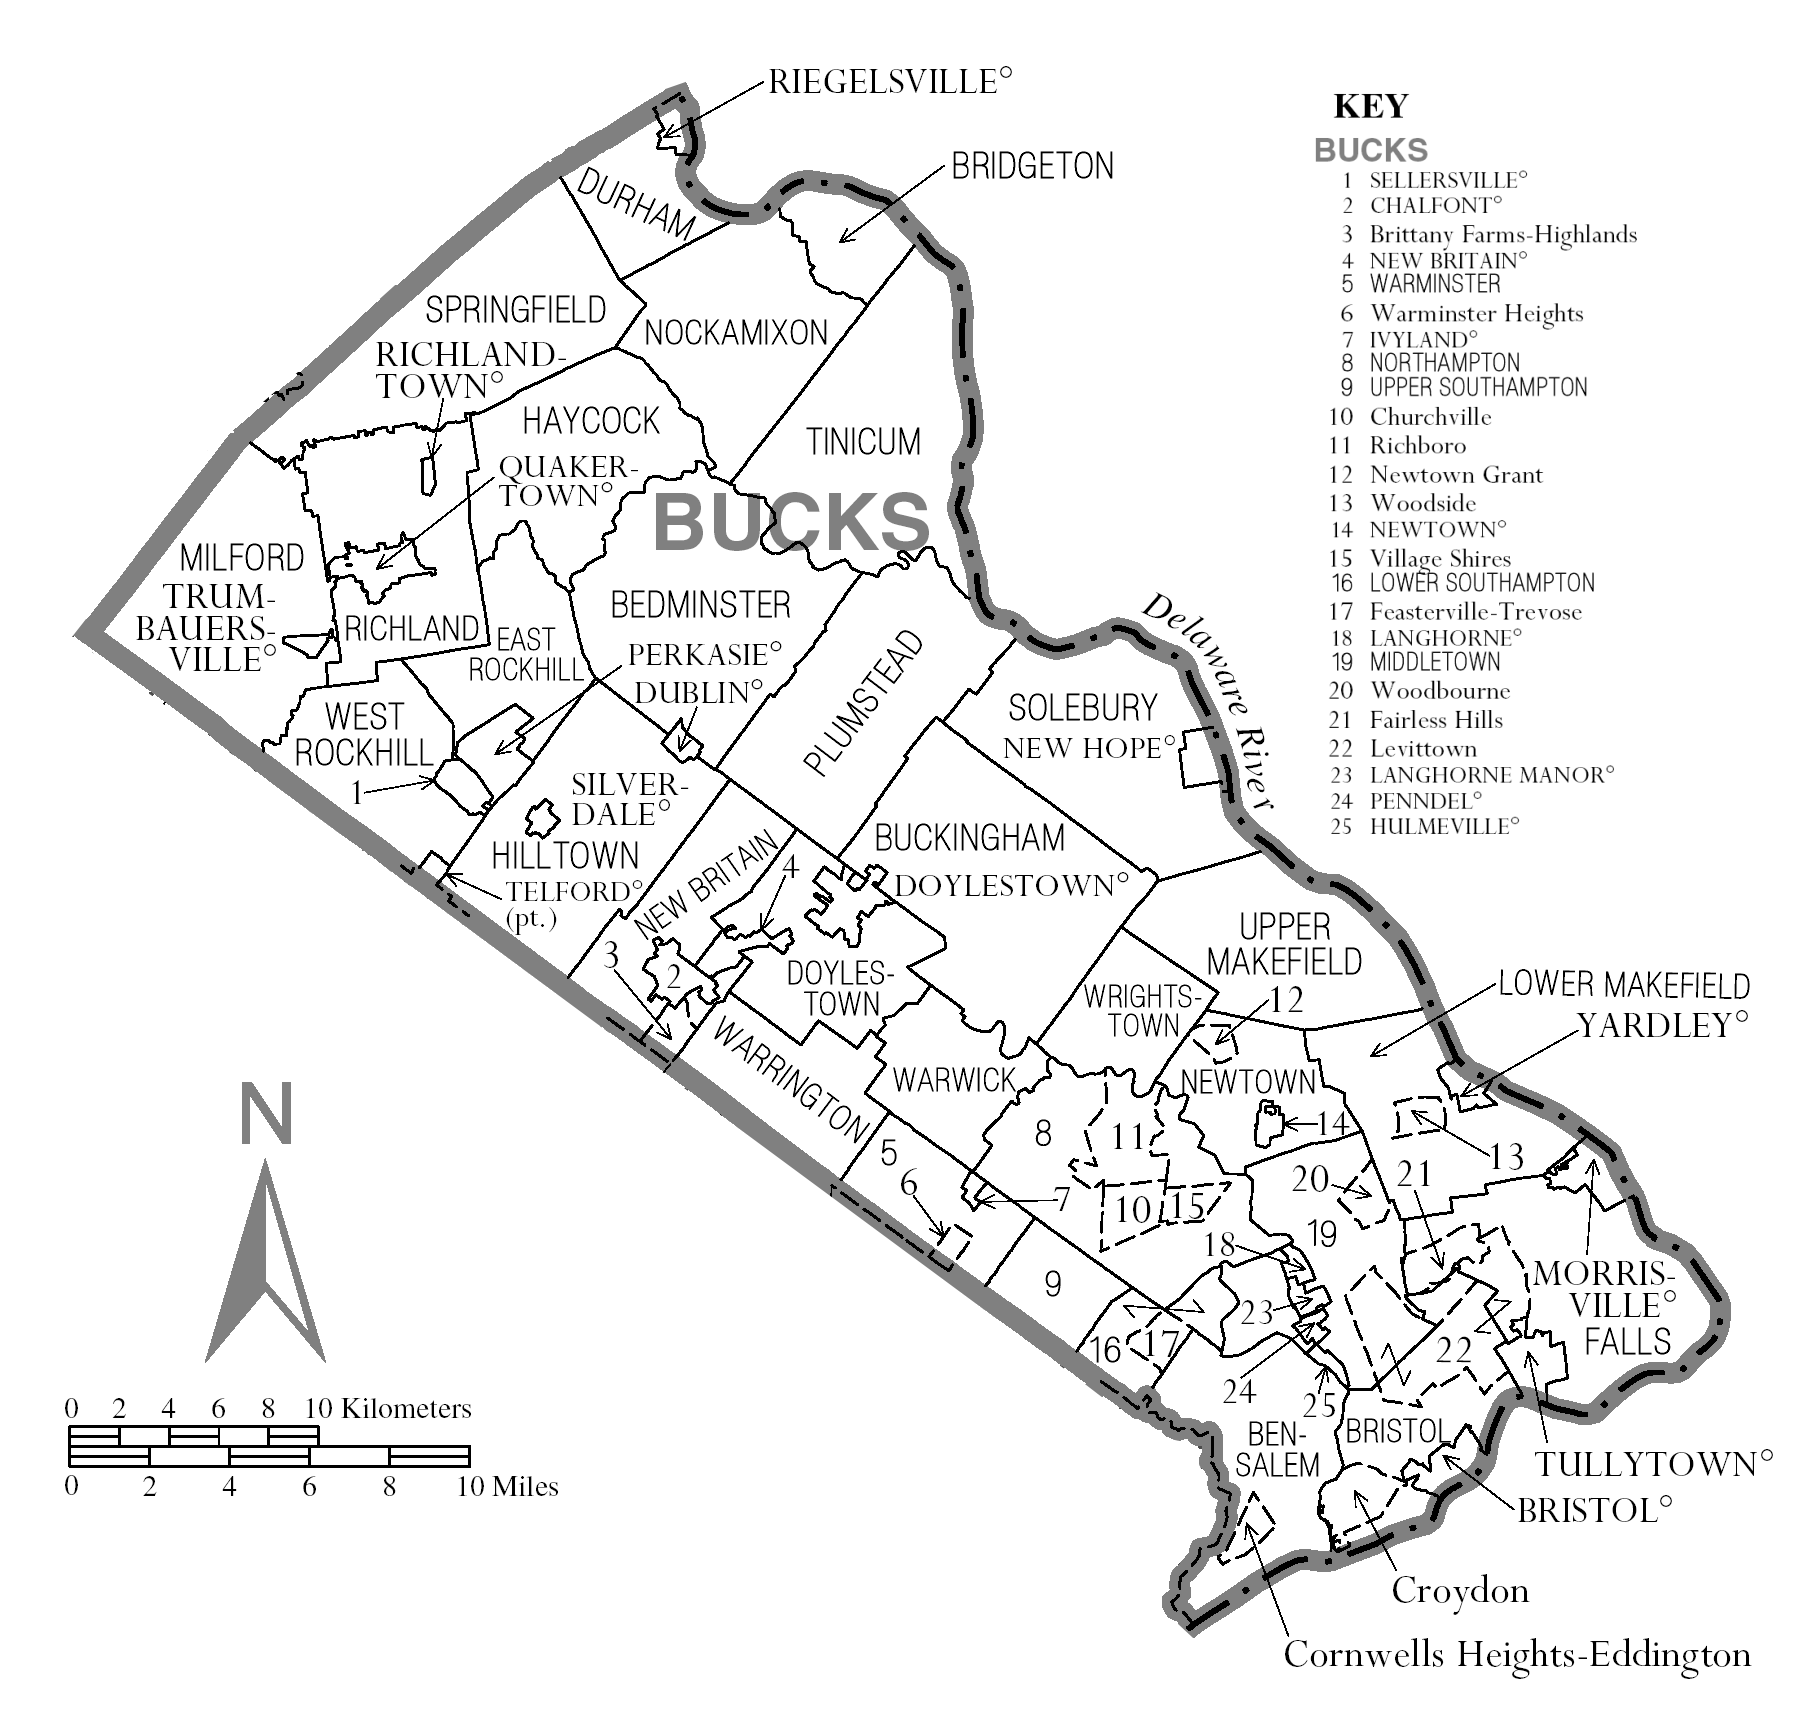 RIEGELSVILLE°
BRIDGETON
DURHAM
SPRINGFIELD
NOCKAMIXON
RICHLAND-
TOWN°
HAYCOCK
TINICUM
QUAKER-
TOWN°
BUCKS
MILFORD
TRUM-
BAUERS-
VILLE°
RICHLAND
EAST
ROCKHILL
BEDMINSTER
PERKASIE°
DUBLIN°
PLUMSTEAD
Delaware River
SOLEBURY
NEW HOPE°
WEST
ROCKHILL
1
SILVER-
DALE°
HILLTOWN
TELFORD°
(pt.)
NEW BRITAIN
4
BUCKINGHAM
DOYLESTOWN°
3
2
DOYLES-
TOWN
UPPER
MAKEFIELD
WRIGHTS-
TOWN
12
LOWER MAKEFIELD
YARDLEY°
WARRINGTON
WARWICK
NEWTOWN
14
13
8
11
5
6
7
10
15
20
21
19
18
9
23
16
17
24
25
22
MORRIS-
VILLE°
FALLS
BEN-
SALEM
BRISTOL
TULLYTOWN°
BRISTOL°
Croydon
Cornwells Heights-Eddington
KEY
BUCKS
1 SELLERSVILLE°
2 CHALFONT°
3 Brittany Farms-Highlands
4 NEW BRITAIN°
5 WARMINSTER
6 Warminster Heights
7 IVYLAND°
8 NORTHAMPTON
9 UPPER SOUTHAMPTON
10 Churchville
11 Richboro
12 Newtown Grant
13 Woodside
14 NEWTOWN°
15 Village Shires
16 LOWER SOUTHAMPTON
17 Feasterville-Trevose
18 LANGHORNE°
19 MIDDLETOWN
20 Woodbourne
21 Fairless Hills
22 Levittown
23 LANGHORNE MANOR°
24 PENNDEL°
25 HULMEVILLE°
N
0 2 4 6 8 10 Kilometers
0 2 4 6 8 10 Miles